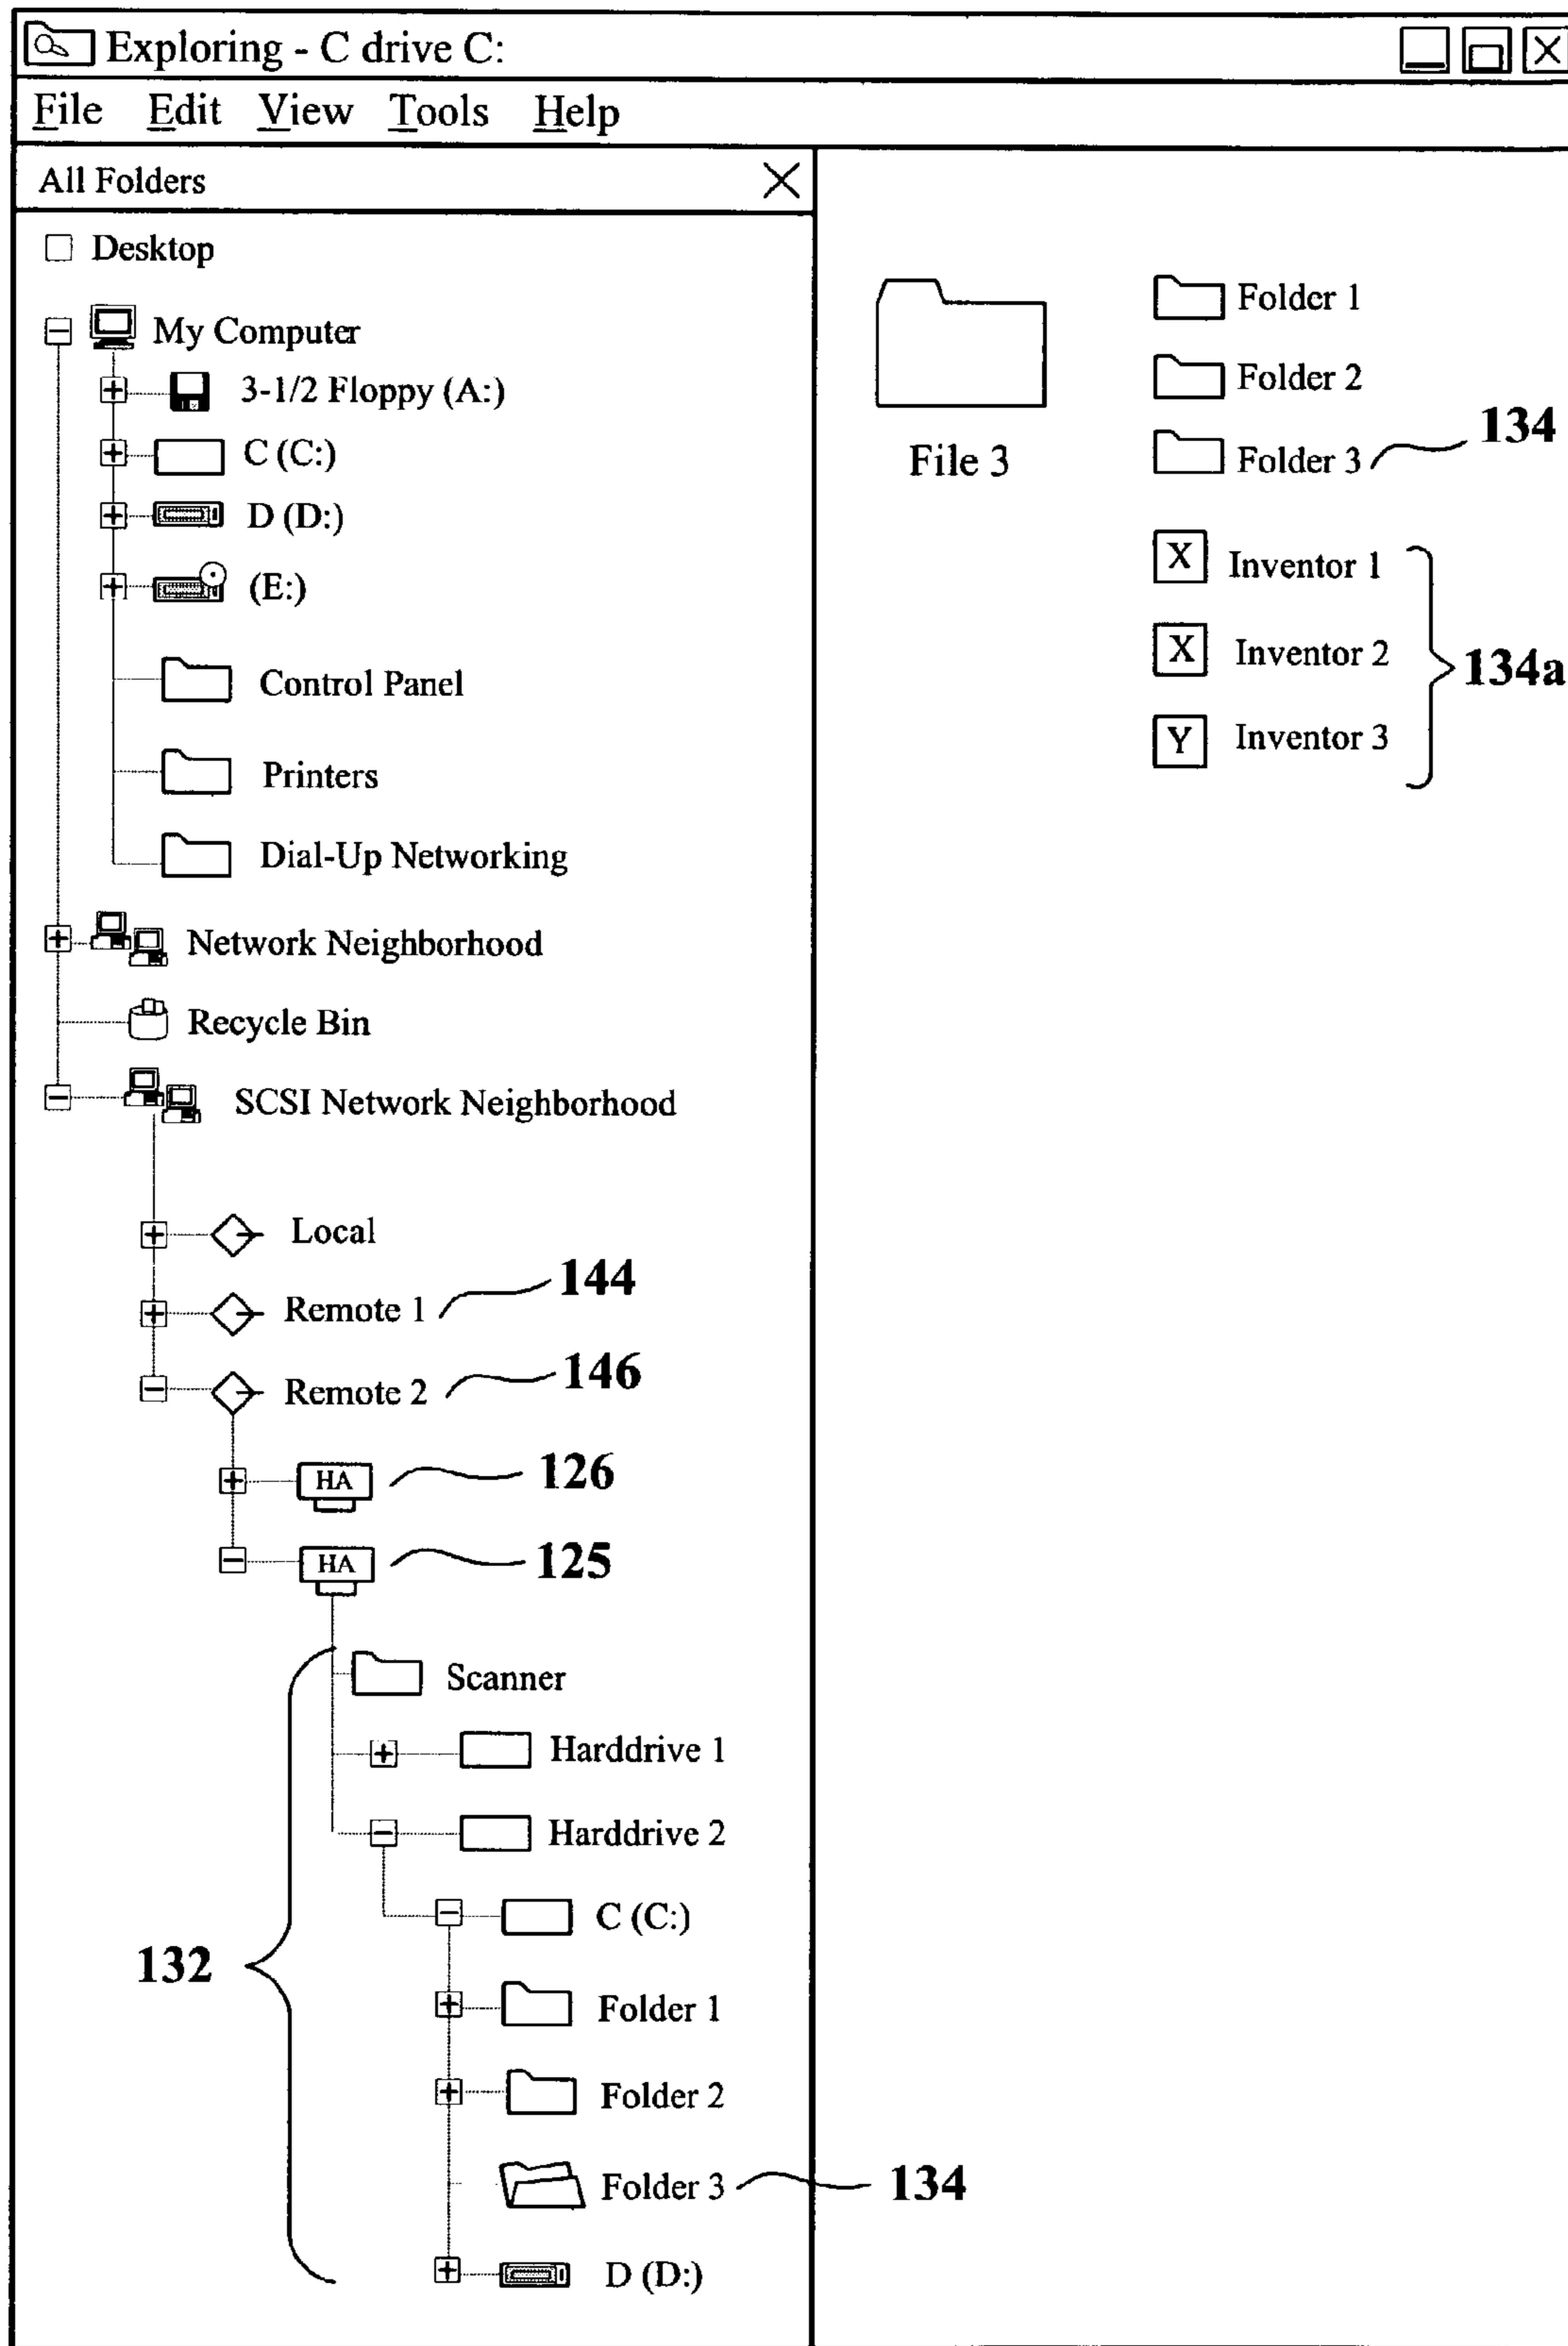 Exploring - C drive C:
File Edit View Tools Help
All Folders
Desktop
My Computer
3-1/2 Floppy (A:)
C (C:)
D (D:)
(E:)
Control Panel
Printers
Dial-Up Networking
Network Neighborhood
Recycle Bin
SCSI Network Neighborhood
Local
Remote 1 144
Remote 2 146
HA 126
HA 125
132
Scanner
Harddrive 1
Harddrive 2
C (C:)
Folder 1
Folder 2
Folder 3 134
D (D:)
File 3
Folder 1
Folder 2
Folder 3 134
X Inventor 1
X Inventor 2
Y Inventor 3
134a